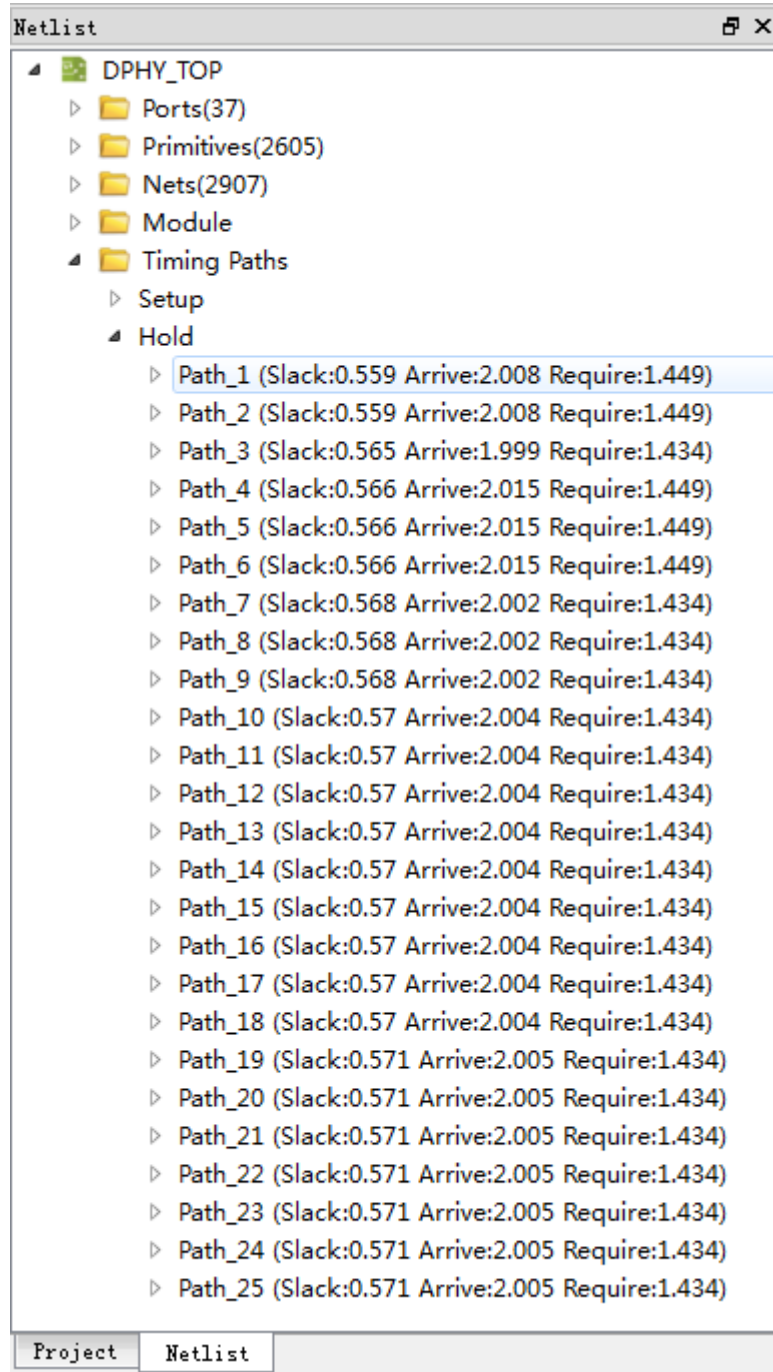 Netlist
DPHY_TOP
Ports(37)
Primitives(2605)
Nets(2907)
Module
Timing Paths
Setup
Hold
Path_1 (Slack:0.559 Arrive:2.008 Require:1.449)
Path_2 (Slack:0.559 Arrive:2.008 Require:1.449)
Path_3 (Slack:0.565 Arrive:1.999 Require:1.434)
Path_4 (Slack:0.566 Arrive:2.015 Require:1.449)
Path_5 (Slack:0.566 Arrive:2.015 Require:1.449)
Path_6 (Slack:0.566 Arrive:2.015 Require:1.449)
Path_7 (Slack:0.568 Arrive:2.002 Require:1.434)
Path_8 (Slack:0.568 Arrive:2.002 Require:1.434)
Path_9 (Slack:0.568 Arrive:2.002 Require:1.434)
Path_10 (Slack:0.57 Arrive:2.004 Require:1.434)
Path_11 (Slack:0.57 Arrive:2.004 Require:1.434)
Path_12 (Slack:0.57 Arrive:2.004 Require:1.434)
Path_13 (Slack:0.57 Arrive:2.004 Require:1.434)
Path_14 (Slack:0.57 Arrive:2.004 Require:1.434)
Path_15 (Slack:0.57 Arrive:2.004 Require:1.434)
Path_16 (Slack:0.57 Arrive:2.004 Require:1.434)
Path_17 (Slack:0.57 Arrive:2.004 Require:1.434)
Path_18 (Slack:0.57 Arrive:2.004 Require:1.434)
Path_19 (Slack:0.571 Arrive:2.005 Require:1.434)
Path_20 (Slack:0.571 Arrive:2.005 Require:1.434)
Path_21 (Slack:0.571 Arrive:2.005 Require:1.434)
Path_22 (Slack:0.571 Arrive:2.005 Require:1.434)
Path_23 (Slack:0.571 Arrive:2.005 Require:1.434)
Path_24 (Slack:0.571 Arrive:2.005 Require:1.434)
Path_25 (Slack:0.571 Arrive:2.005 Require:1.434)
Project Netlist